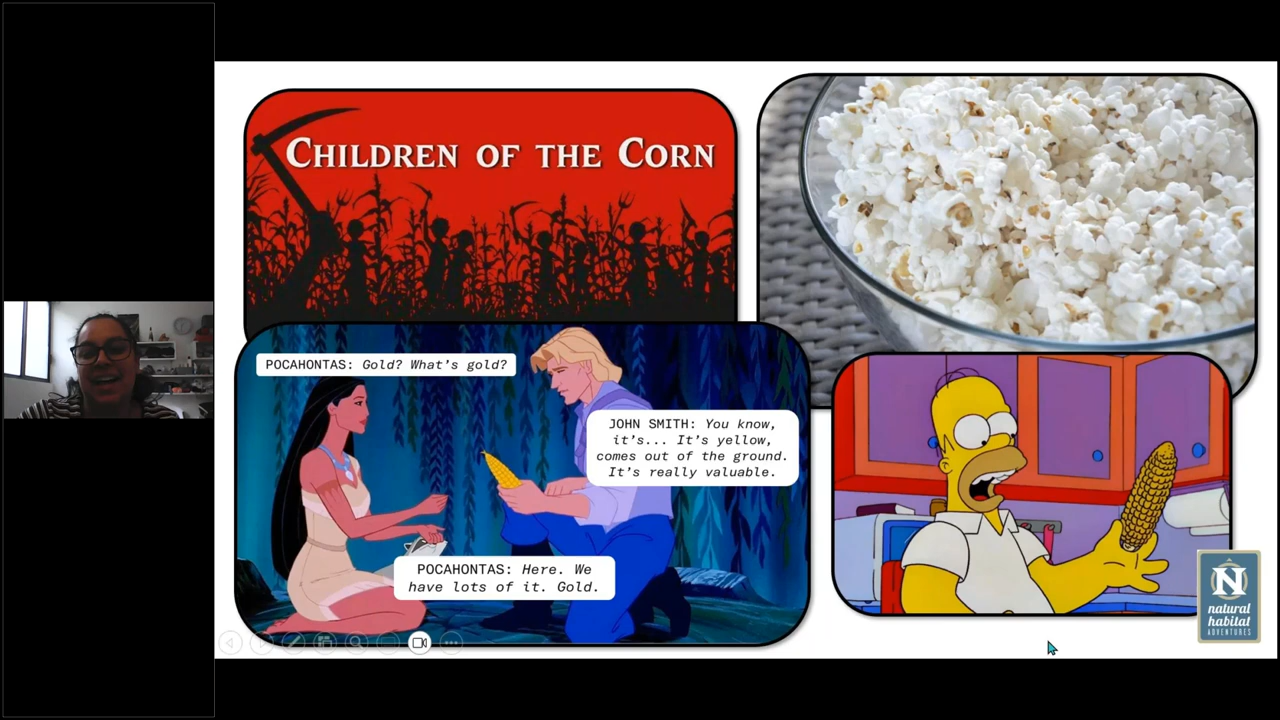 CHILDREN OF THE CORN
POCAHONTAS: Gold? What's gold?
JOHN SMITH: You know,
it's... It's yellow,
comes out of the ground.
It's really valuable.
POCAHONTAS: Here. We
have lots of it. Gold.
N
natural
habitat
ADVENTURES